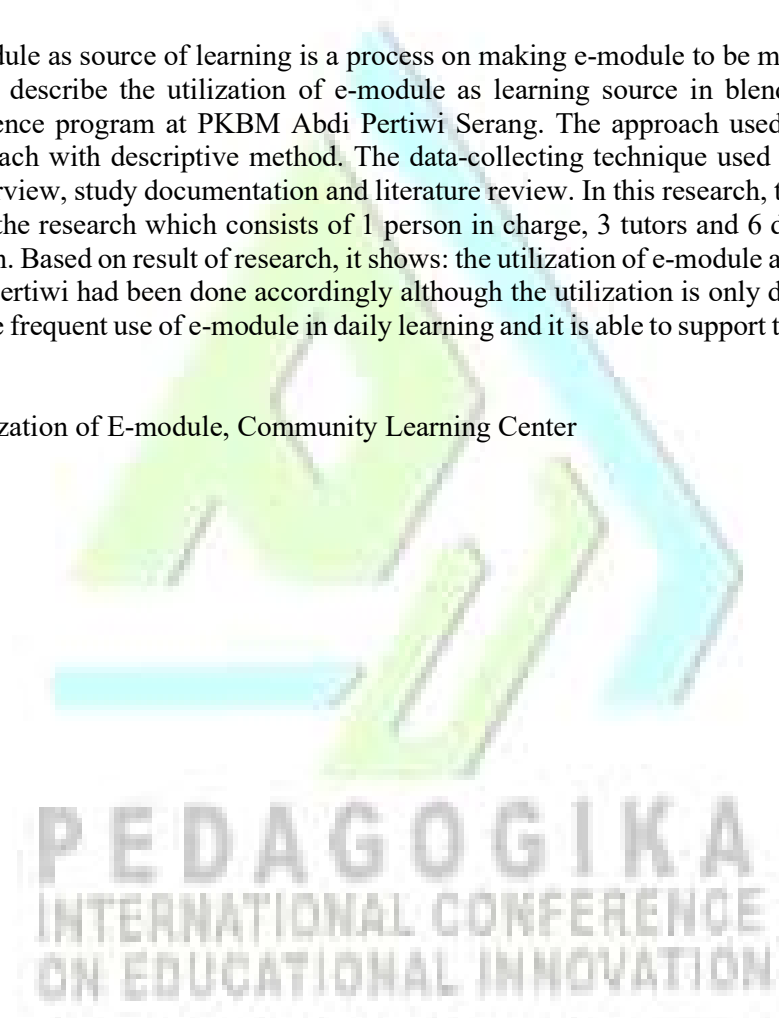 dule as source of learning is a process on making e-module to be m
describe the utilization of e-module as learning source in blen
ence program at PKBM Abdi Pertiwi Serang. The approach used
ach with descriptive method. The data-collecting technique used
rview, study documentation and literature review. In this research, t
the research which consists of 1 person in charge, 3 tutors and 6 d
n. Based on result of research, it shows: the utilization of e-module a
ertiwi had been done accordingly although the utilization is only d
e frequent use of e-module in daily learning and it is able to support t
zation of E-module, Community Learning Center
PEDAGOGIKA
INTERNATIONAL CONFERENCE
ON EDUCATIONAL INNOVATION